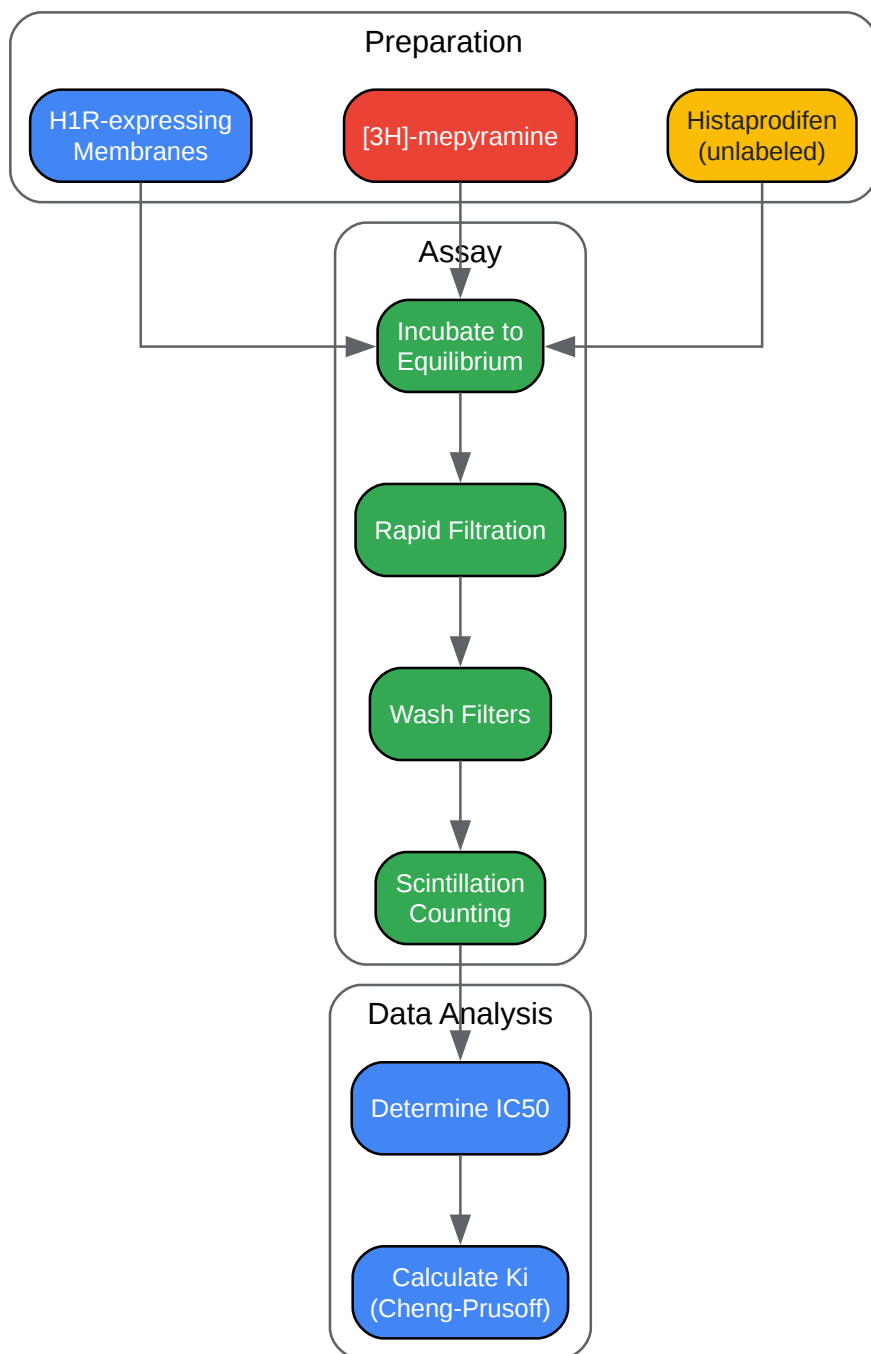 Preparation
H1R-expressing
Membranes
[3H]-mepyramine
Histaprodifen
(unlabeled)
Assay
Incubate to
Equilibrium
Rapid Filtration
Wash Filters
Scintillation
Counting
Data Analysis
Determine IC50
Calculate Ki
(Cheng-Prusoff)